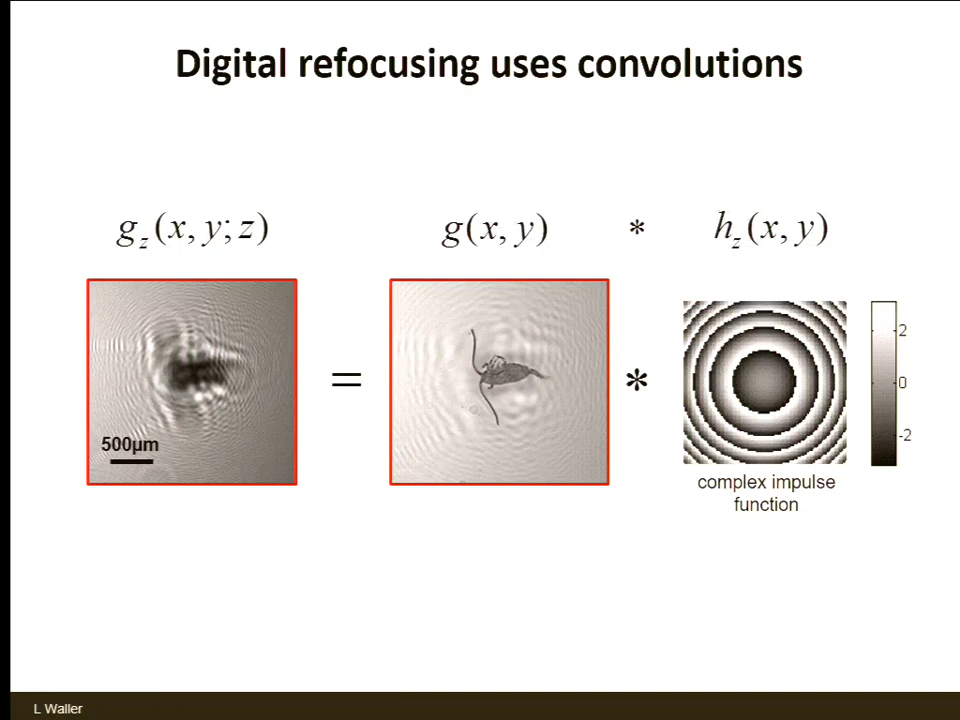 Digital refocusing uses convolutions
g_z(x, y; z) g(x, y) * h_z(x, y)
500µm
= *
2
0
-2
complex impulse
function
L Waller